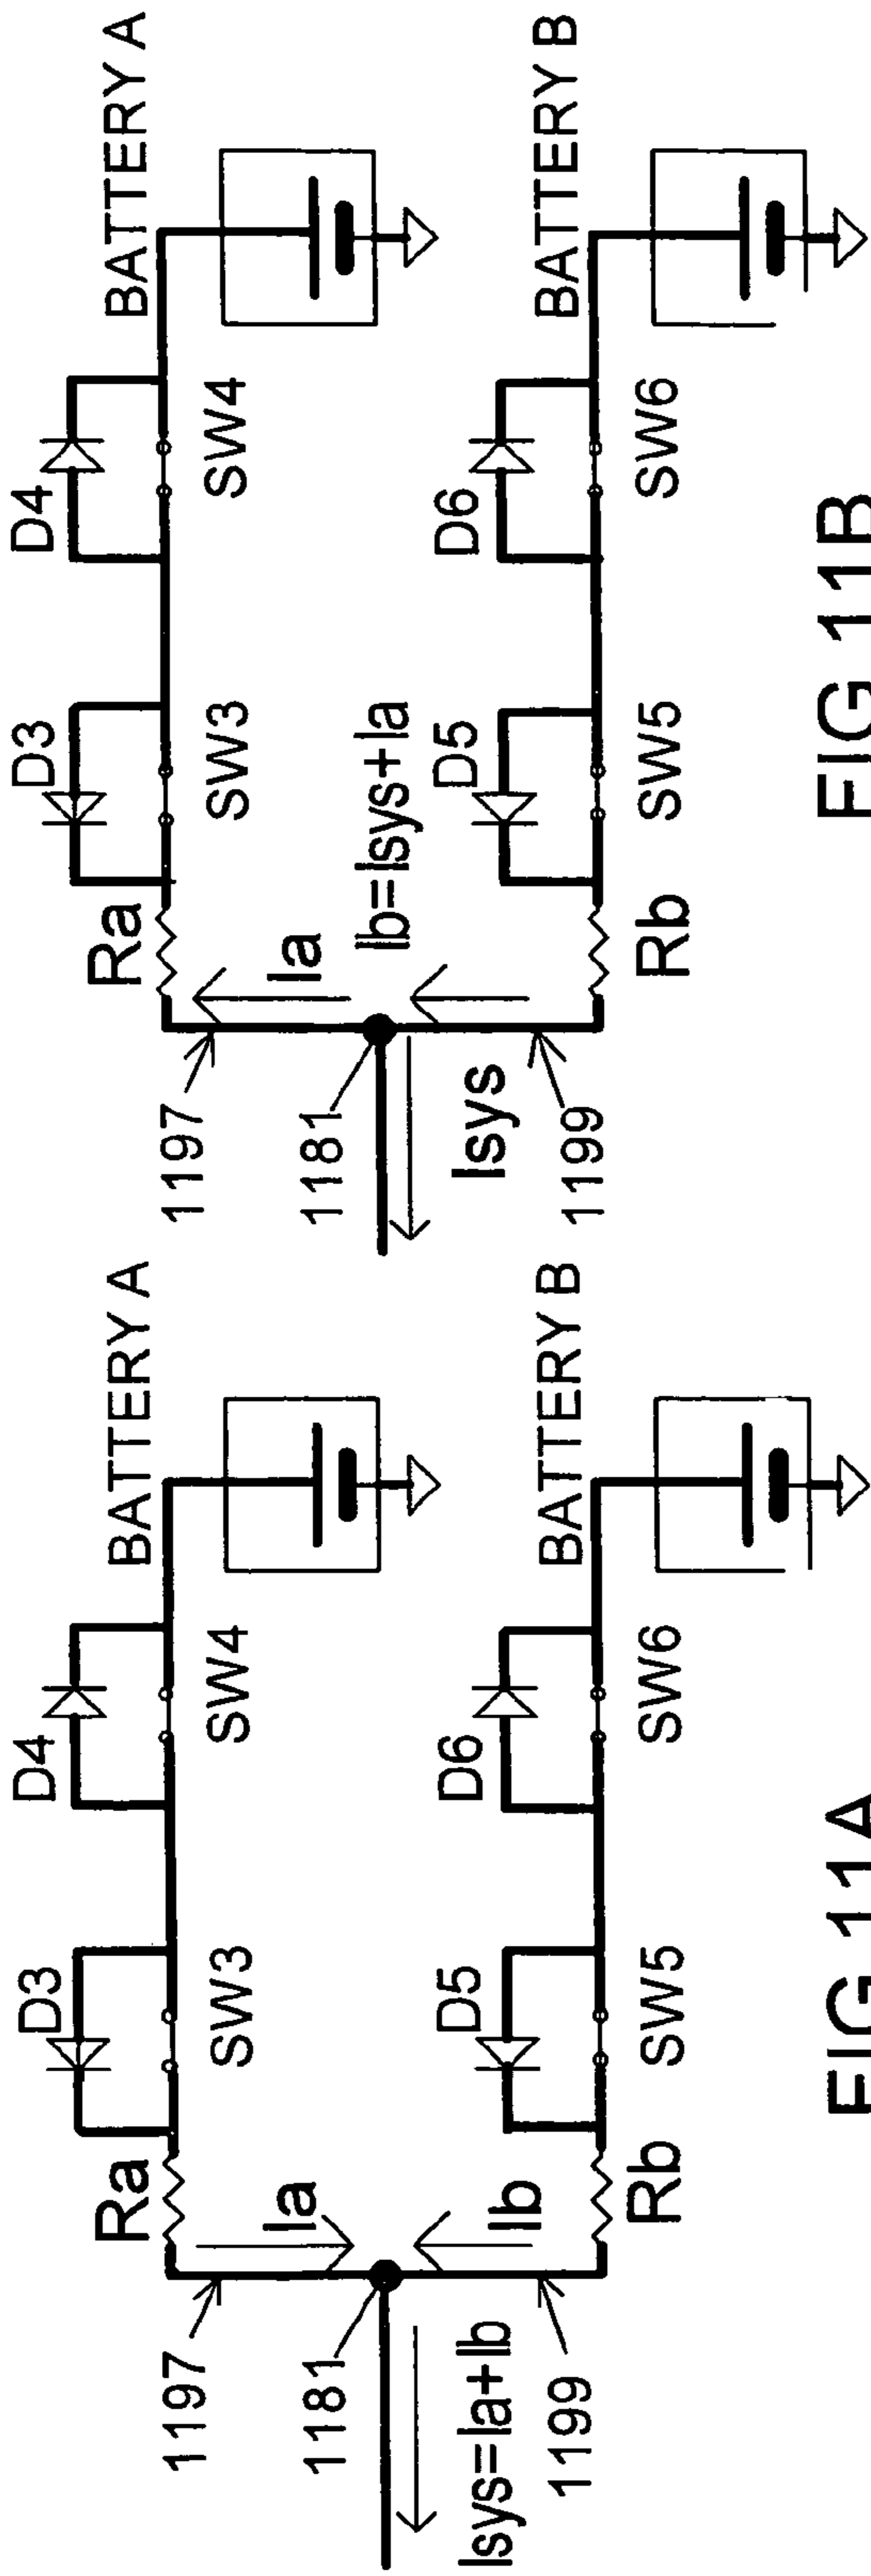 BATTERY A
D4
SW4
D3
SW3
Ra
Ia
1197
1181
Isys=Ia+Ib
1199
Ib
Rb
D5
SW5
D6
SW6
BATTERY B
FIG 11A
BATTERY A
D4
SW4
D3
SW3
Ra
Ia
1197
1181
Isys
1199
Ib=Isys+Ia
Rb
D5
SW5
D6
SW6
BATTERY B
FIG 11B